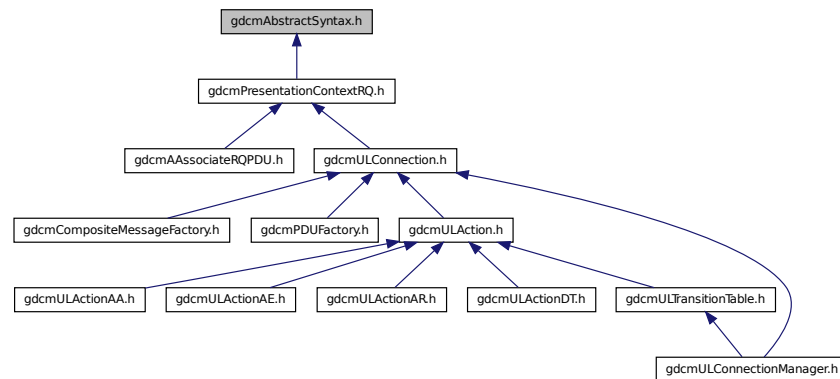 gdcmAbstractSyntax.h
gdcmPresentationContextRQ.h
gdcmAAssociateRQPDU.h
gdcmULConnection.h
gdcmCompositeMessageFactory.h
gdcmPDUFactory.h
gdcmULAction.h
gdcmULActionAA.h
gdcmULActionAE.h
gdcmULActionAR.h
gdcmULActionDT.h
gdcmULTransitionTable.h
gdcmULConnectionManager.h